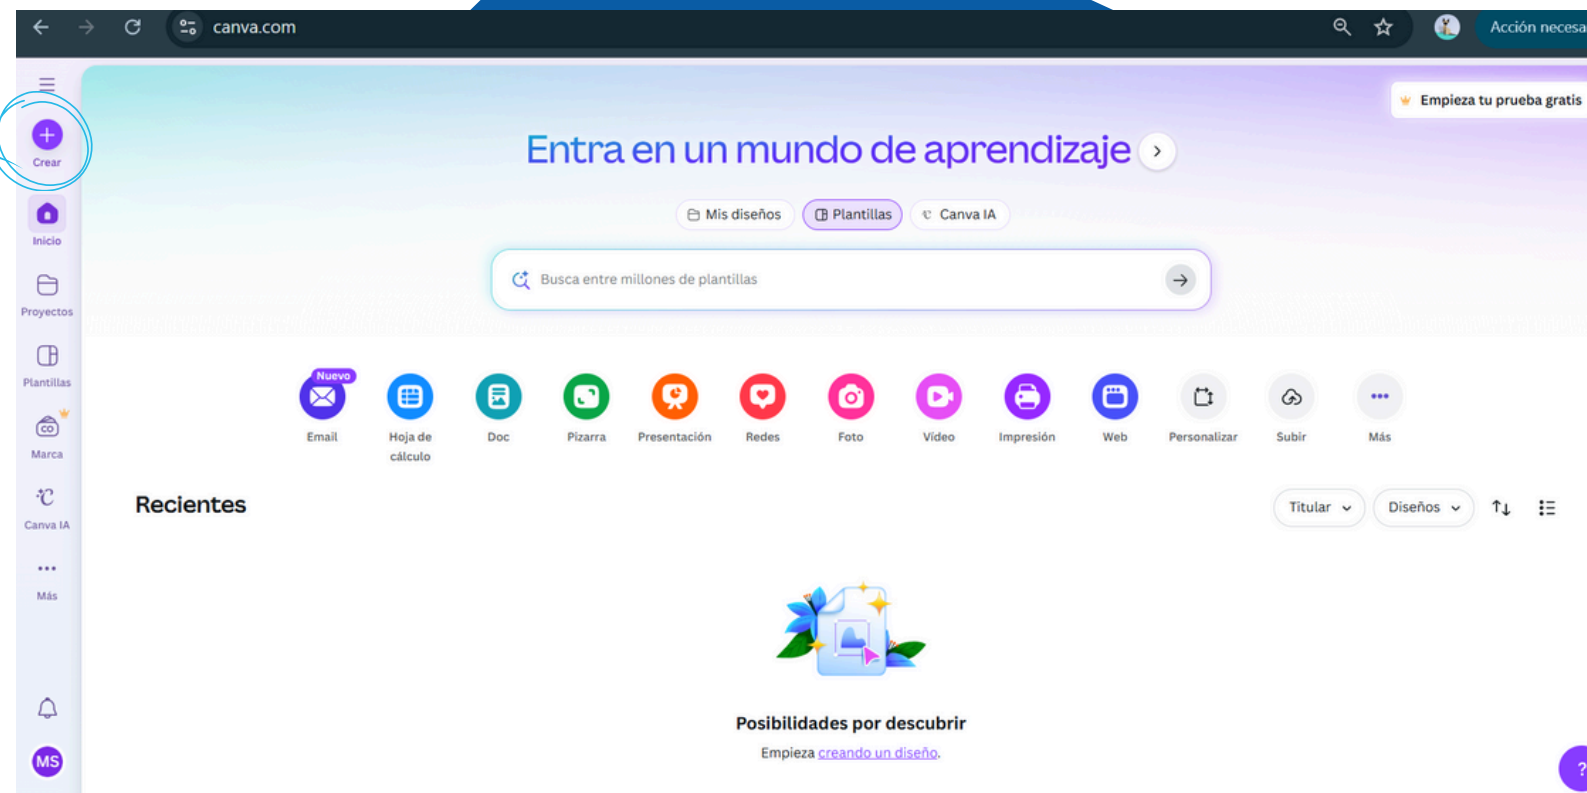 canva.com
Acción necesa
Empieza tu prueba gratis
Crear
Entra en un mundo de aprendizaje
Mis diseños
Plantillas
Canva IA
Inicio
Busca entre millones de plantillas
Proyectos
Plantillas
Nuevo
Email
Hoja de
cálculo
Doc
Pizarra
Presentación
Redes
Foto
Vídeo
Impresión
Web
Personalizar
Subir
Más
CO
Marca
Recientes
Titular
Diseños
Canva IA
Más
Posibilidades por descubrir
Empieza creando un diseño.
MS
?